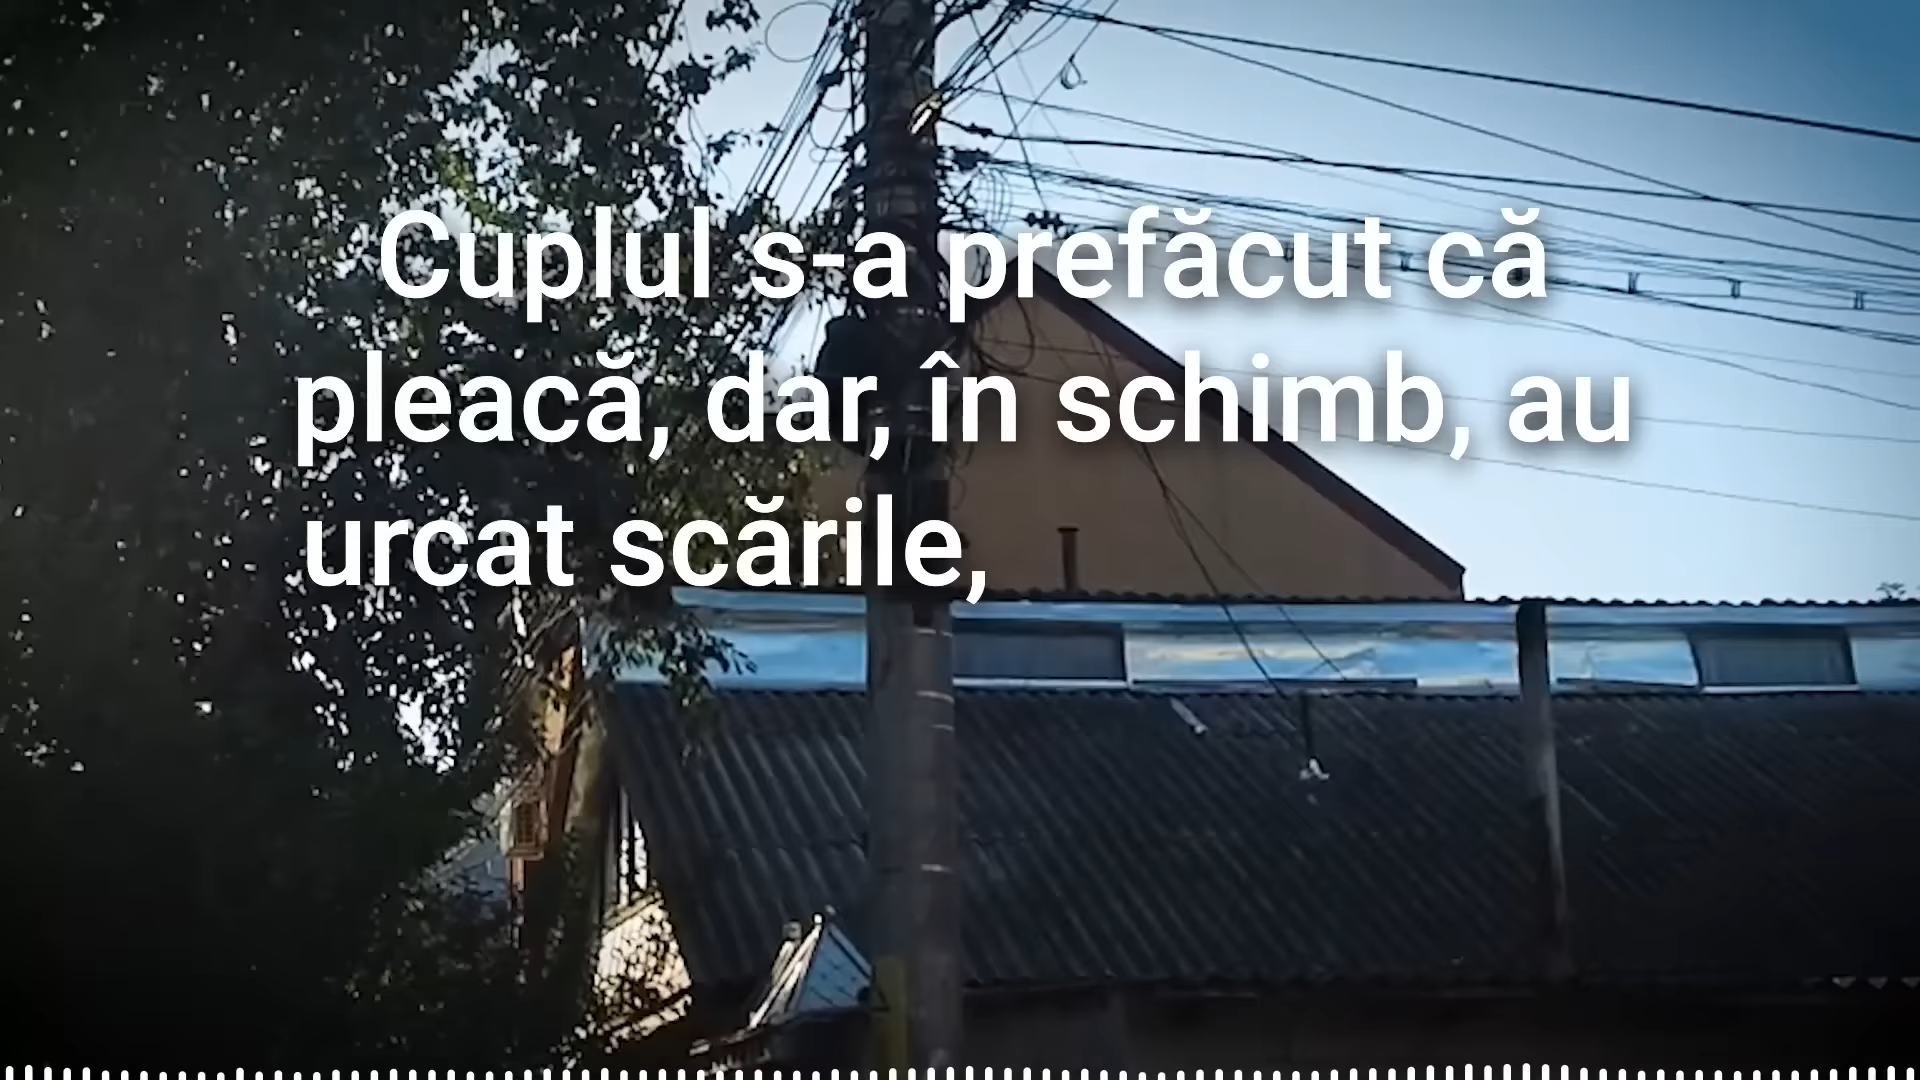 Cuplul s-a prefăcut că
pleacă, dar, în schimb, au
urcat scările,